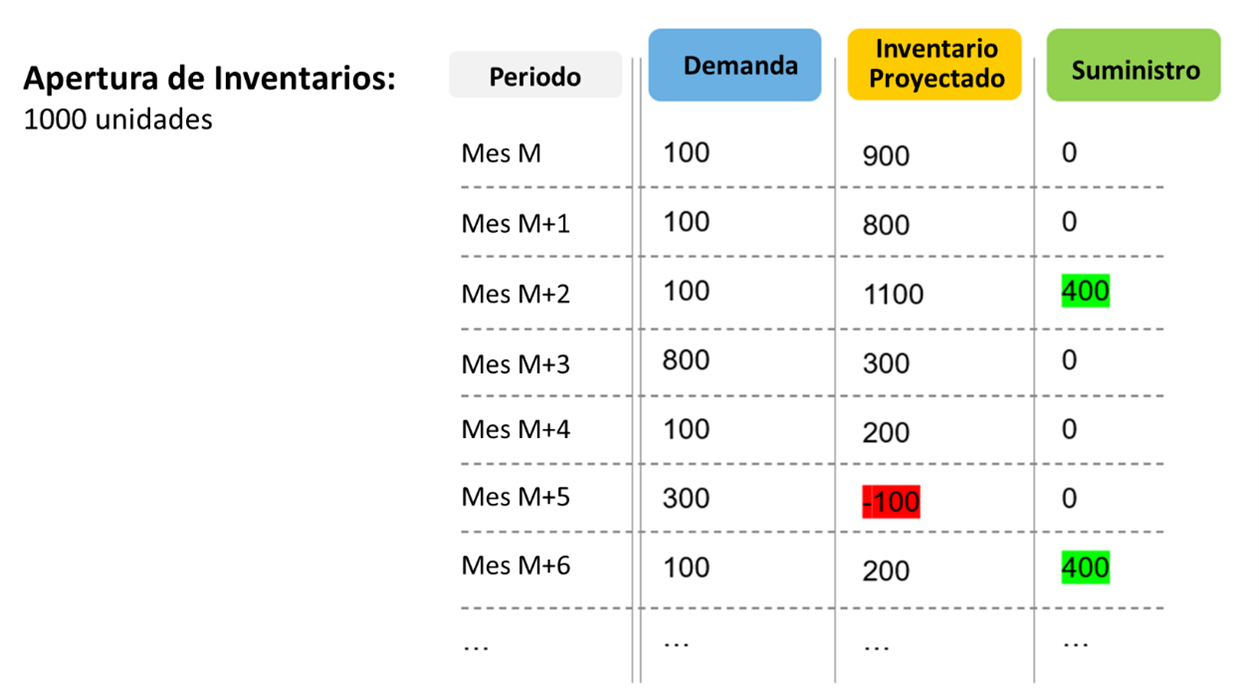 Apertura de Inventarios:
1000 unidades
Periodo Demanda Inventario Proyectado Suministro
Mes M 100 900 0
Mes M+1 100 800 0
Mes M+2 100 1100 400
Mes M+3 800 300 0
Mes M+4 100 200 0
Mes M+5 300 -100 0
Mes M+6 100 200 400
... ... ... ...